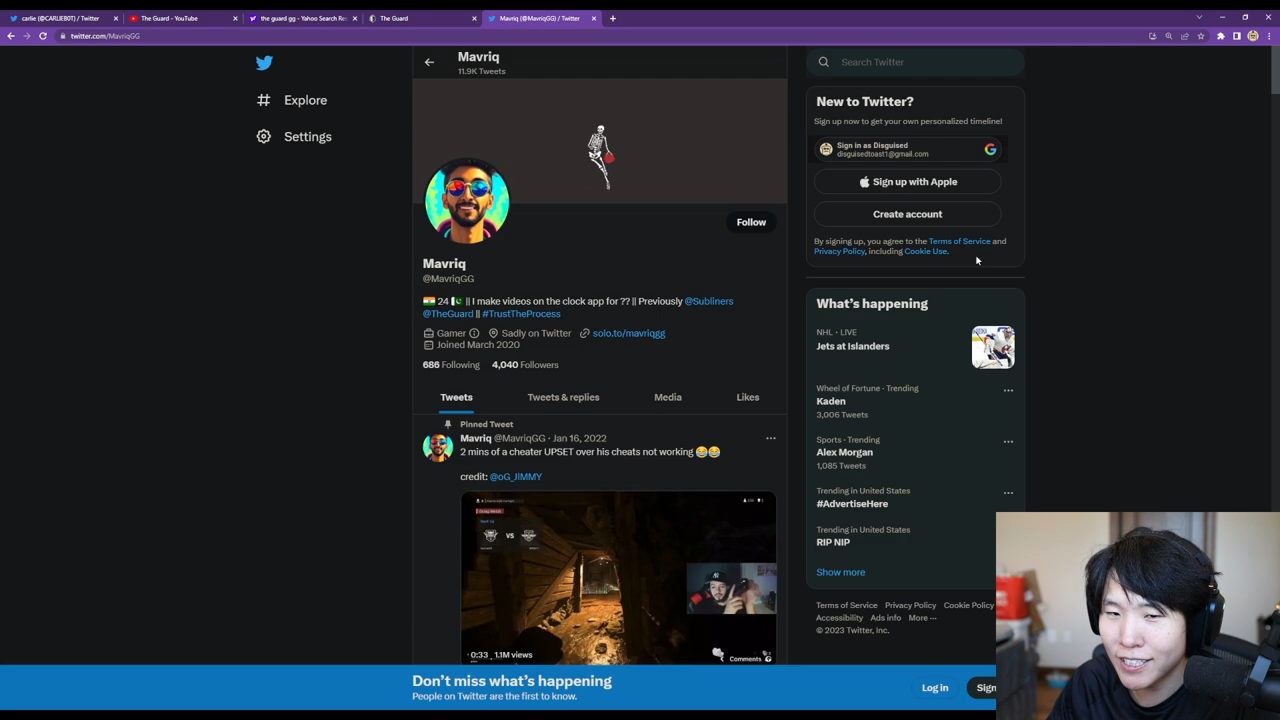 carlie (@CARLIEB0T) / Twitter
The Guard - YouTube
the guard gg - Yahoo Search Res
The Guard
Mavriq (@MavriqGG) / Twitter
twitter.com/MavriqGG
Explore
Settings
Mavriq
11.9K Tweets
Follow
Mavriq
@MavriqGG
24 || I make videos on the clock app for ?? || Previously @Subliners
@TheGuard || #TrustTheProcess
Gamer Sadly on Twitter solo.to/mavriqgg
Joined March 2020
686 Following 4,040 Followers
Tweets Tweets & replies Media Likes
Pinned Tweet
Mavriq @MavriqGG · Jan 16, 2022
2 mins of a cheater UPSET over his cheats not working 😂😂
credit: @oG_JiMMY
VS
0:33 1.1M views
Comments
Search Twitter
New to Twitter?
Sign up now to get your own personalized timeline!
Sign in as Disguised
disguisedtoast1@gmail.com
Sign up with Apple
Create account
By signing up, you agree to the Terms of Service and
Privacy Policy, including Cookie Use.
What's happening
NHL · LIVE
Jets at Islanders
Wheel of Fortune · Trending
Kaden
3,006 Tweets
Sports · Trending
Alex Morgan
1,085 Tweets
Trending in United States
#AdvertiseHere
Trending in United States
RIP NIP
Show more
Terms of Service Privacy Policy Cookie Policy
Accessibility Ads info More ···
© 2023 Twitter, Inc.
Don't miss what's happening
People on Twitter are the first to know.
Log in
Sign